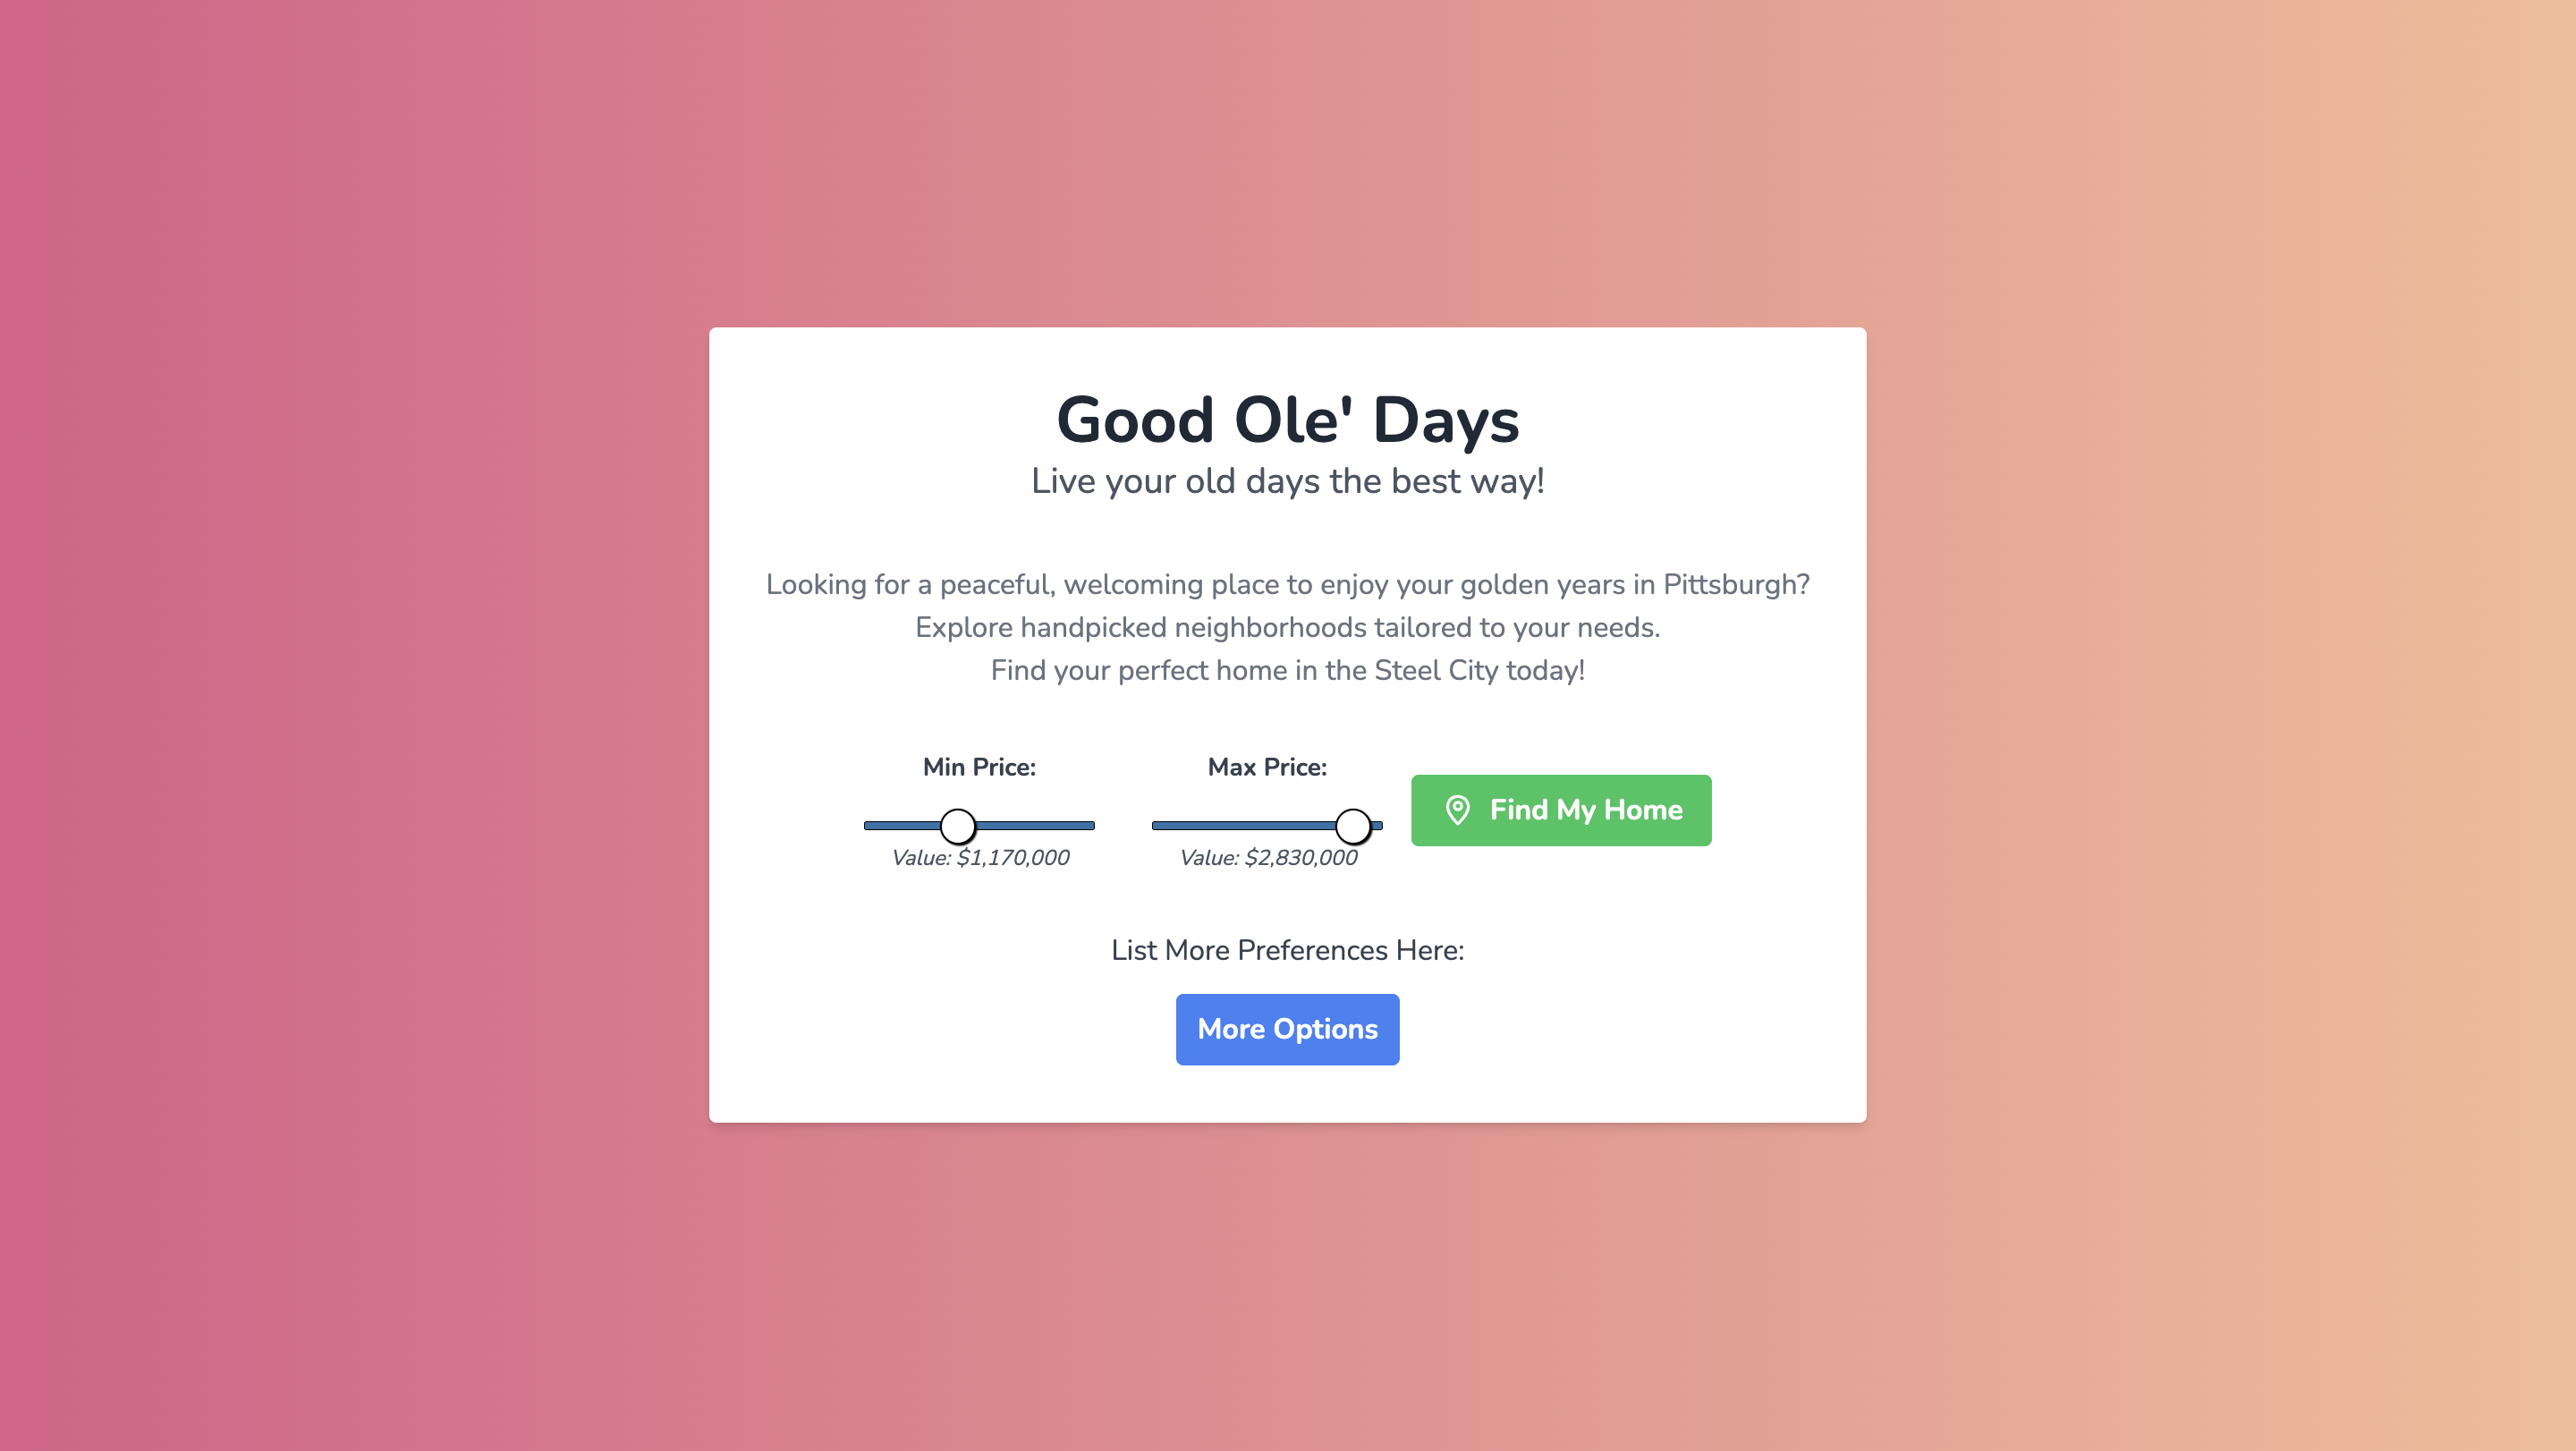 Good Ole' Days
Live your old days the best way!
Looking for a peaceful, welcoming place to enjoy your golden years in Pittsburgh?
Explore handpicked neighborhoods tailored to your needs.
Find your perfect home in the Steel City today!
Min Price:
Value: $1,170,000
Max Price:
Value: $2,830,000
Find My Home
List More Preferences Here:
More Options